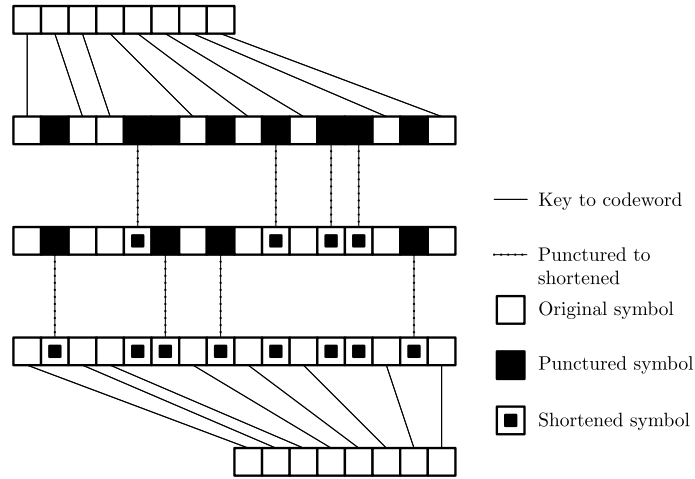 Key to codeword
Punctured to
shortened
Original symbol
Punctured symbol
Shortened symbol